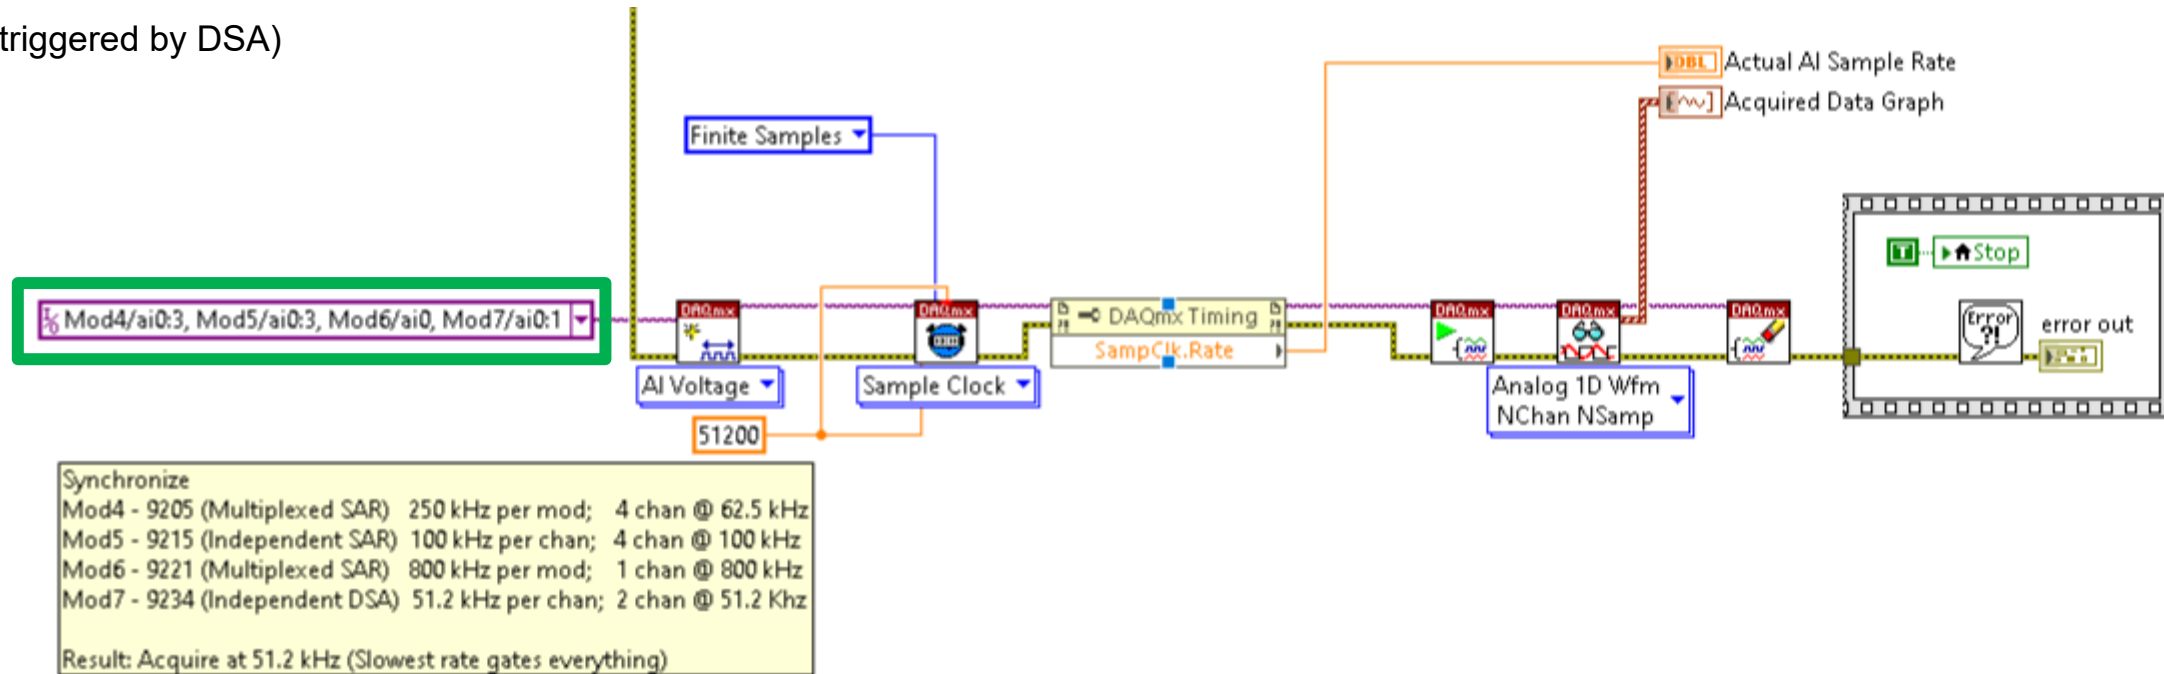 triggered by DSA)
Actual AI Sample Rate
DBL
Acquired Data Graph
Finite Samples
T
Stop
Mod4/ai0:3, Mod5/ai0:3, Mod6/ai0, Mod7/ai0:1
DAQmx
DAQmx
DAQmx Timing
SampClk.Rate
DAQmx
DAQmx
DAQmx
Error
?!
error out
AI Voltage
Sample Clock
Analog 1D Wfm
NChan NSamp
51200
Synchronize
Mod4 - 9205 (Multiplexed SAR) 250 kHz per mod; 4 chan @ 62.5 kHz
Mod5 - 9215 (Independent SAR) 100 kHz per chan; 4 chan @ 100 kHz
Mod6 - 9221 (Multiplexed SAR) 800 kHz per mod; 1 chan @ 800 kHz
Mod7 - 9234 (Independent DSA) 51.2 kHz per chan; 2 chan @ 51.2 Khz
Result: Acquire at 51.2 kHz (Slowest rate gates everything)